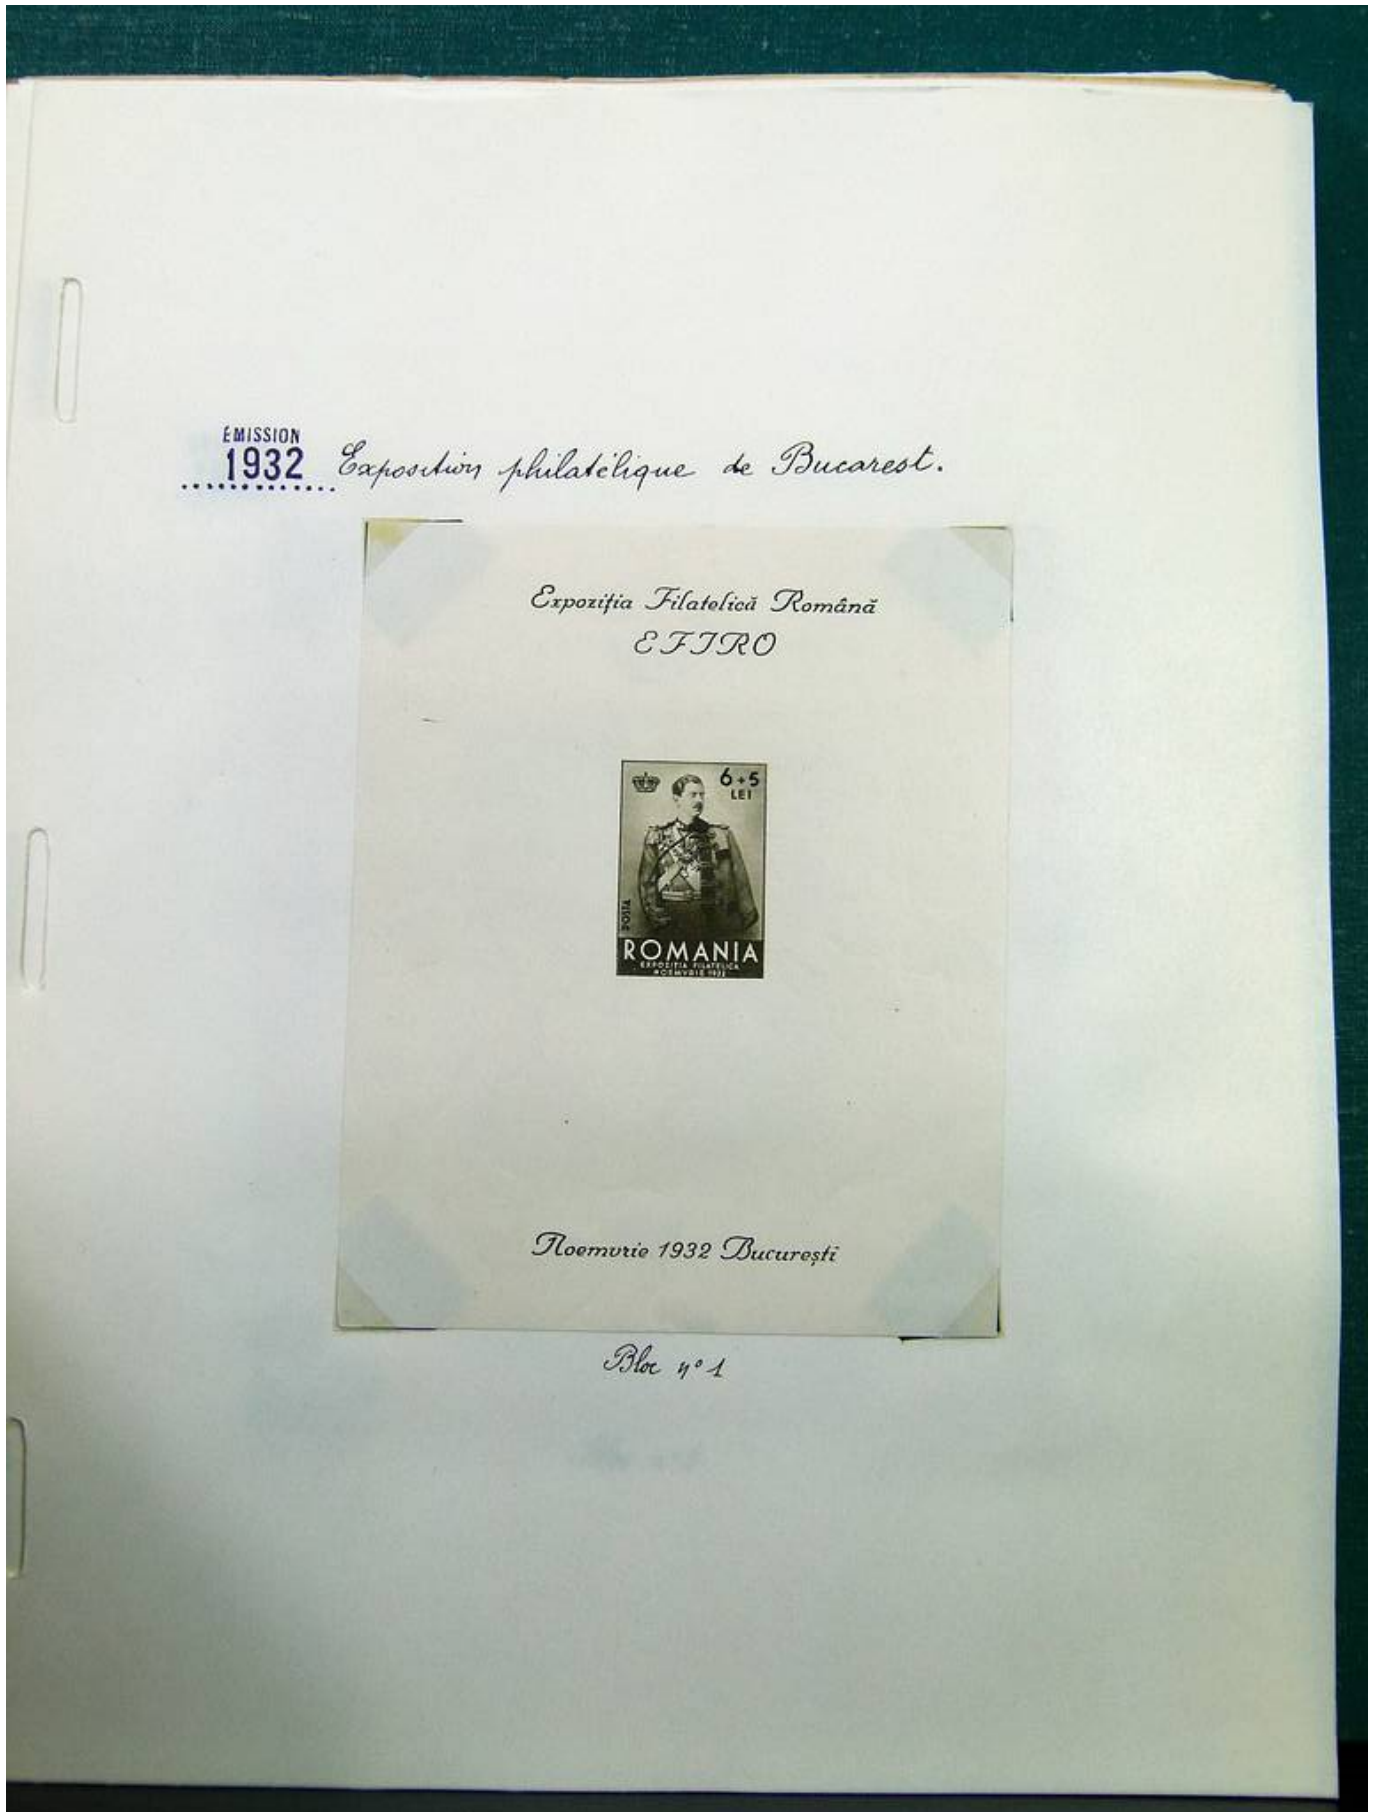 ÉMISSION
1932 Exposition philatélique de Bucarest.
Expoziția Filatelică Română
EFIRO
6+5
LEI
POSTA
ROMANIA
EXPOZITIA FILATELICA
NOEMVRIE 1932
Noemvrie 1932 București
Bloc nº 1